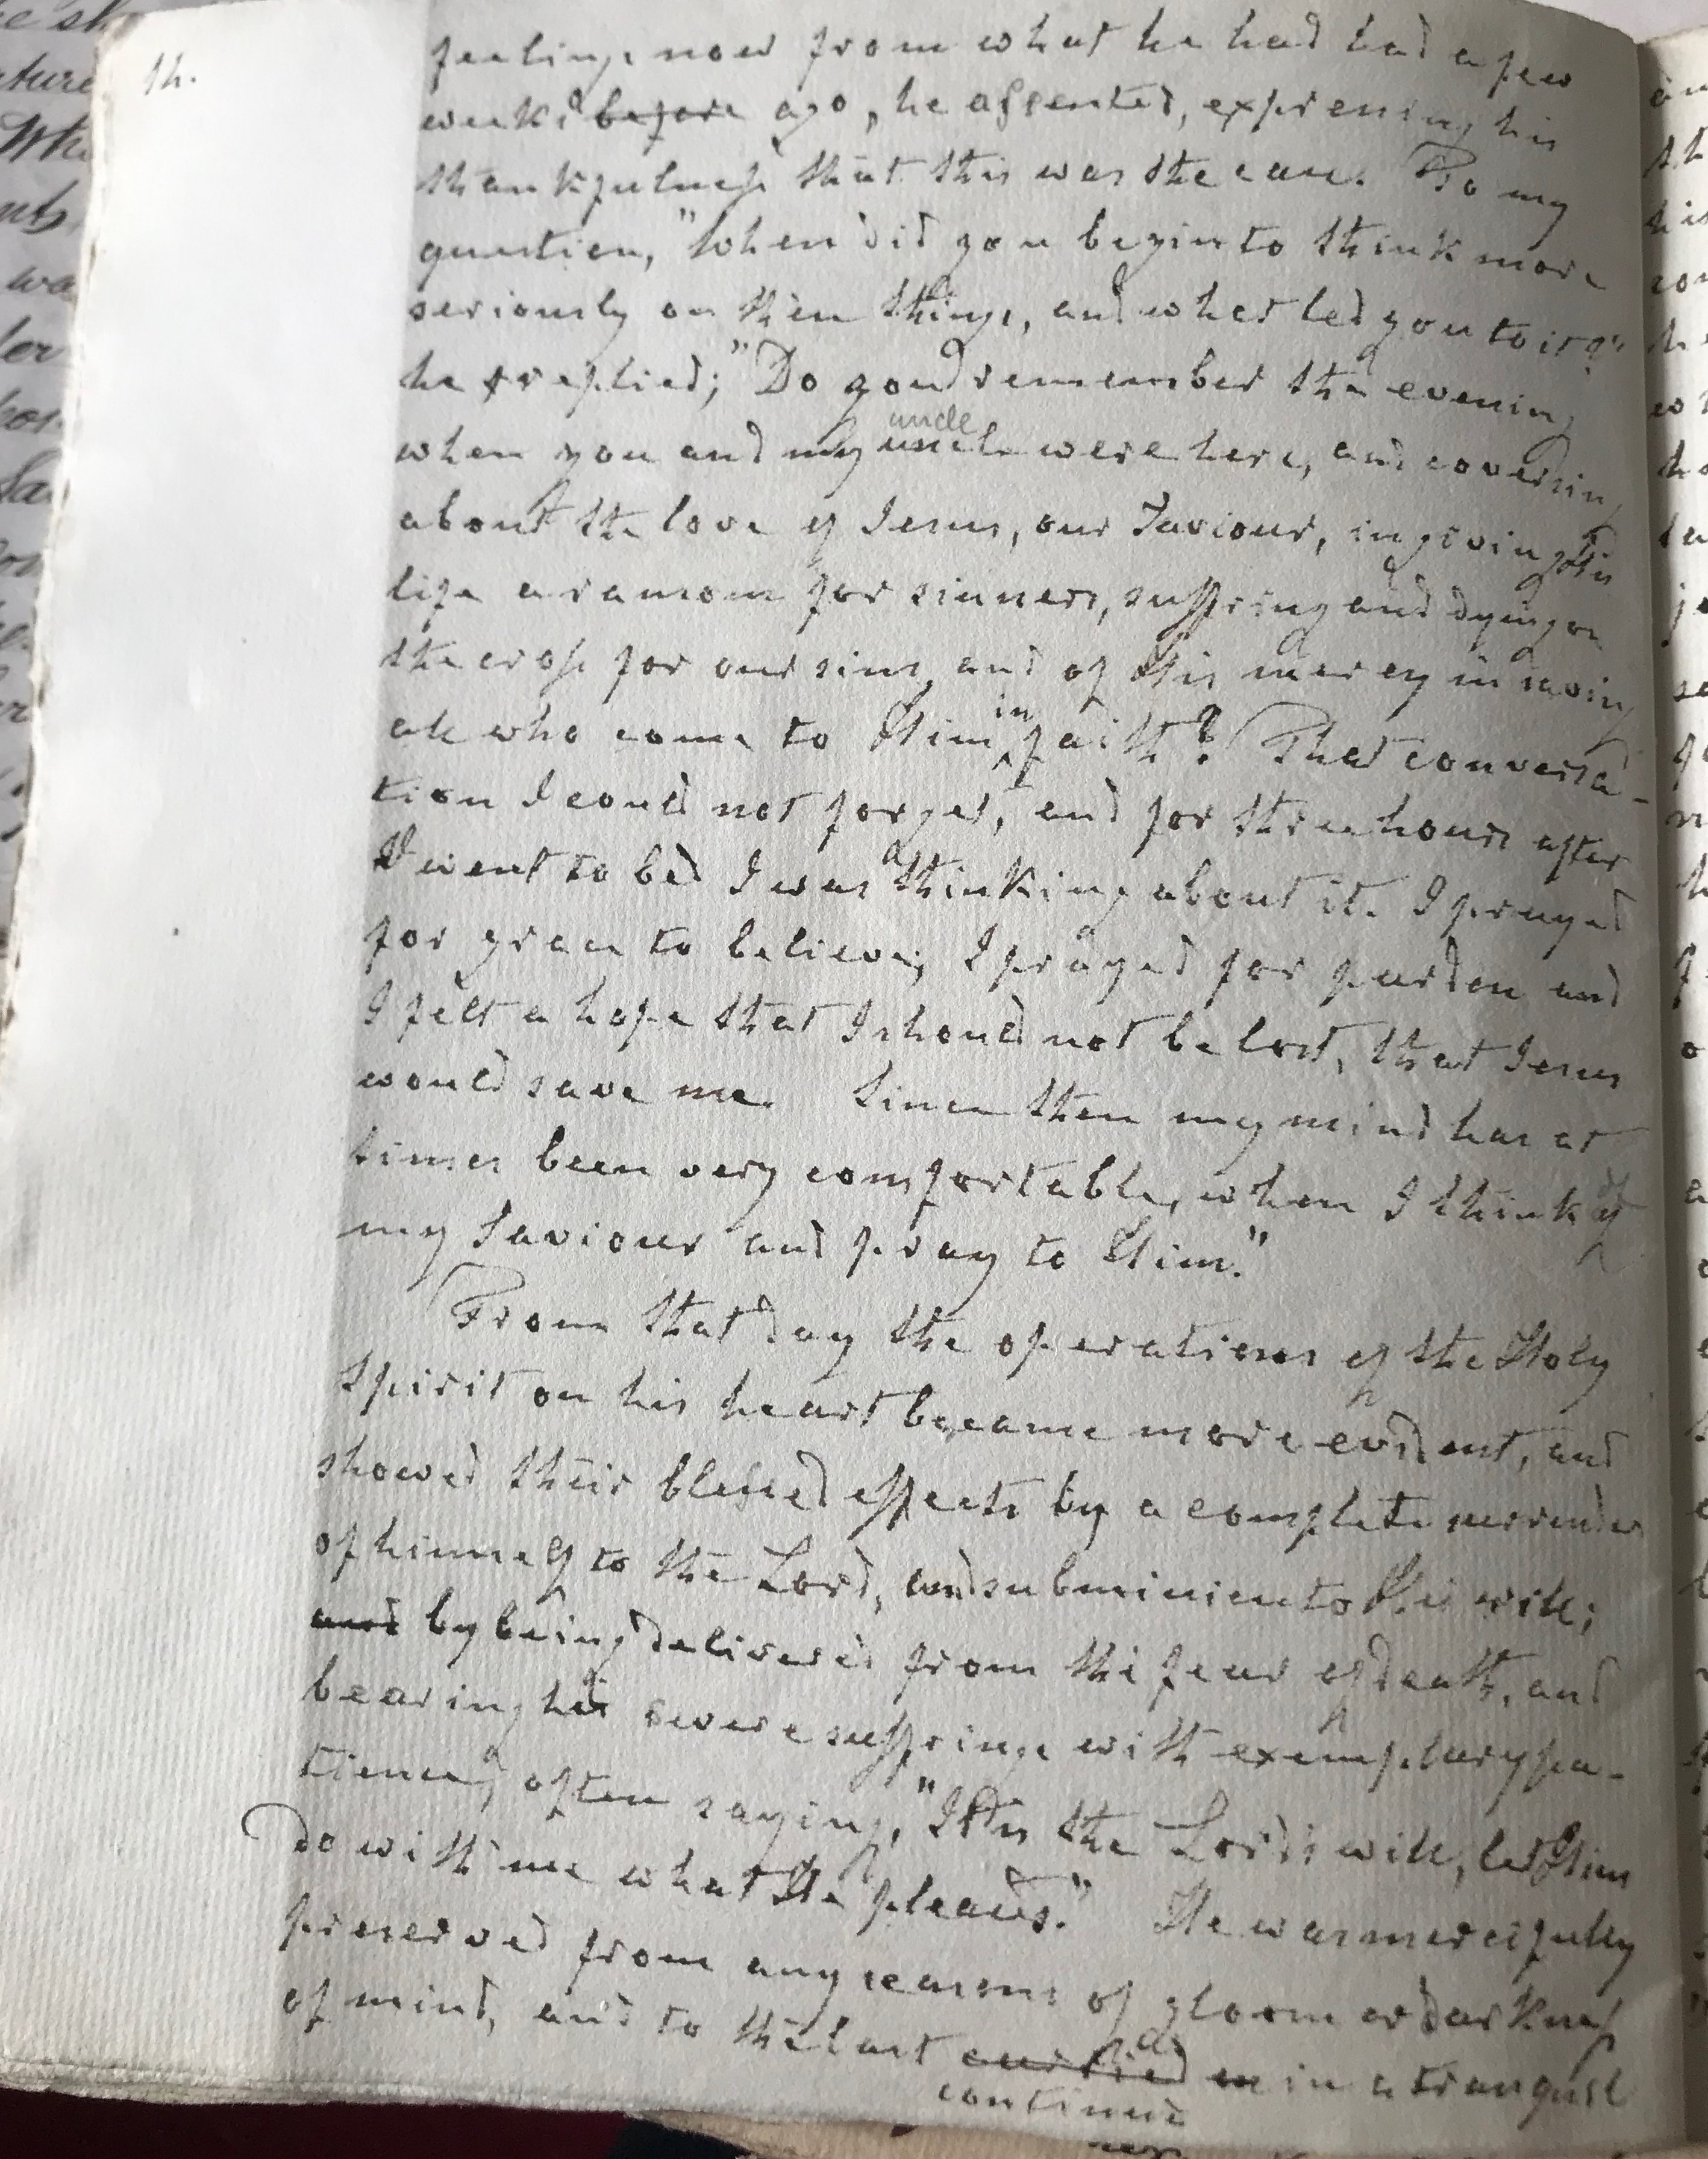 14.
feelings now from what he had had a few
weeks before ago, he assented, expressing his
thankfulness that this was the case. To my
question, "When did you begin to think more
seriously on these things, and what led you to it?"
he replied; "Do you remember the evening
when you and my uncle were here, and coversing
uncle
about the love of Jesus, our Saviour, in giving His
life a ransom for sinners, suffering and dying on
the cross for our sins, and of His mercy in saving
all who come to Him in faith? That conversa-
tion I could not forget, and for three hours after
I went to bed I was thinking about it. I prayed
for grace to believe; I prayed for pardon and
I felt a hope that I should not be lost, that Jesus
would save me. Since then my mind has at
times been very comfortable, when I think of
my Saviour and pray to Him."
From that day the operations of the Holy
Spirit on his heart became more evident, and
showed their blessed effects by a complete surrender
of himself to the Lord, and submission to His will;
and by being delivered from the fear of death, and
bearing his severe sufferings with exemplary pa-
tience, often saying, "It is the Lord's will, let Him
do with me what He pleases." He was mercifully
preserved from any seasons of gloom or darkness
of mind, and to the last in a tranquil
continued